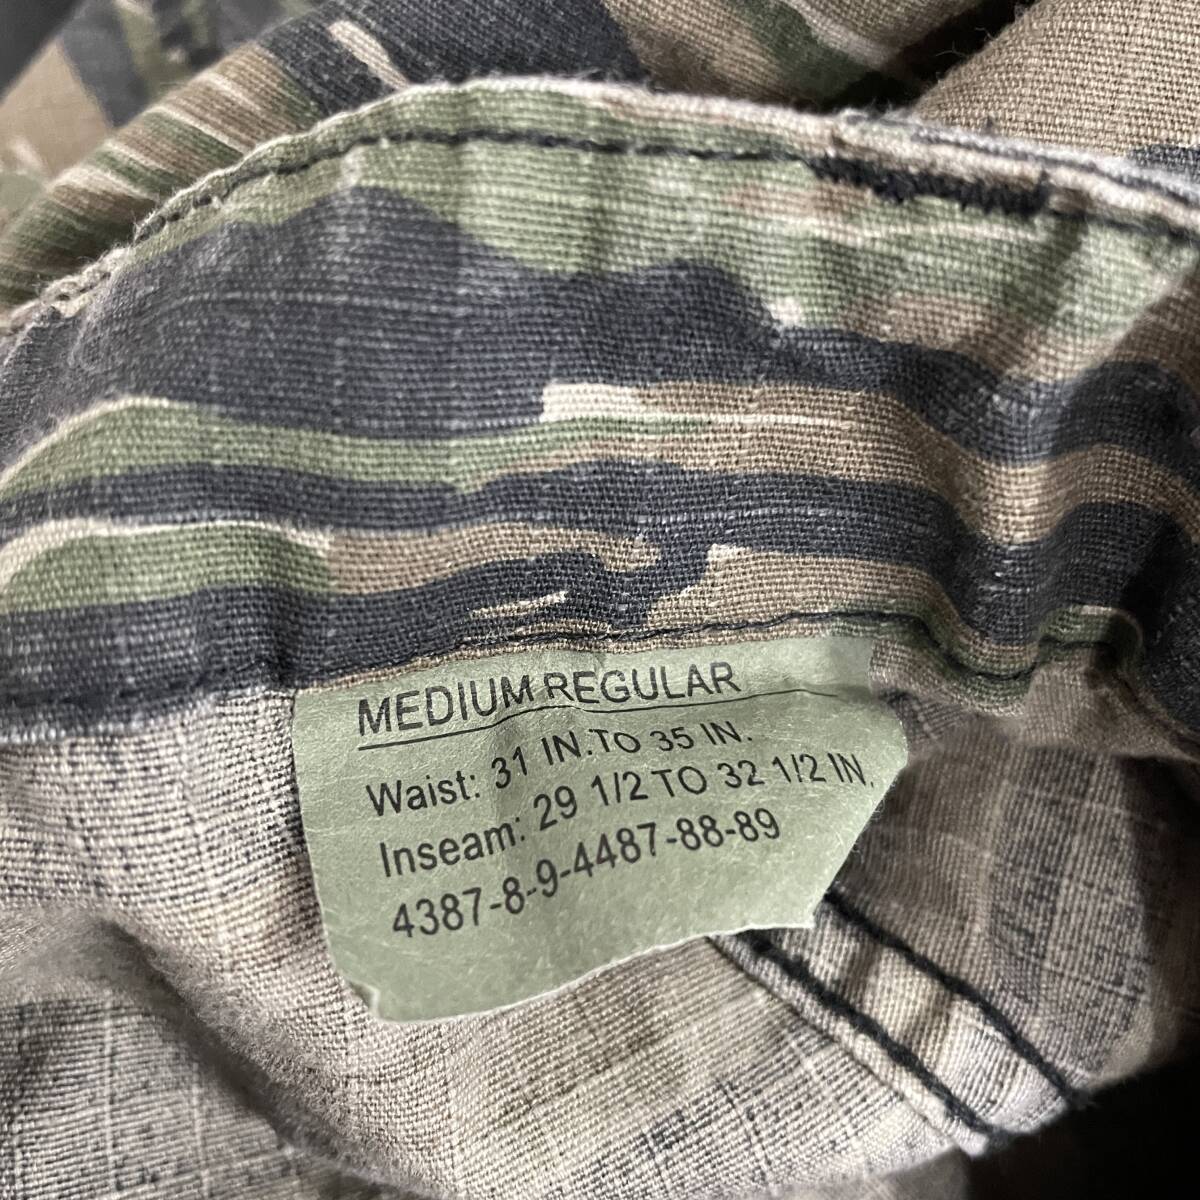 MEDIUM REGULAR
Waist: 31 IN.TO 35 IN.
Inseam: 29 1/2 TO 32 1/2 IN.
4387-8-9-4487-88-89